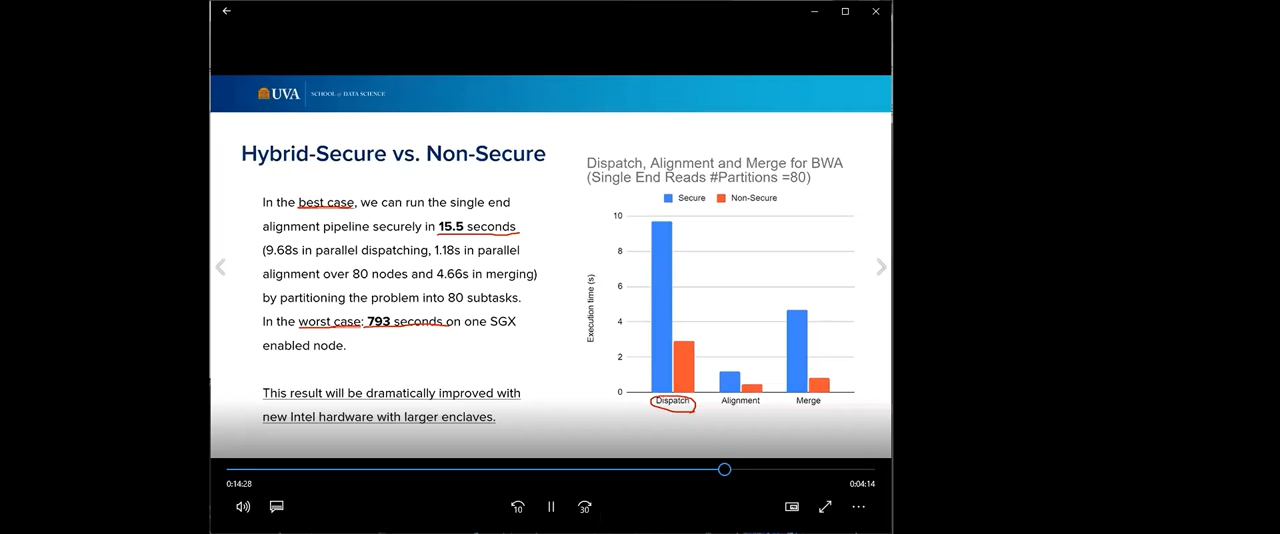 UVA SCHOOL of DATA SCIENCE
Hybrid-Secure vs. Non-Secure
In the best case, we can run the single end
alignment pipeline securely in 15.5 seconds
(9.68s in parallel dispatching, 1.18s in parallel
alignment over 80 nodes and 4.66s in merging)
by partitioning the problem into 80 subtasks.
In the worst case: 793 seconds on one SGX
enabled node.
This result will be dramatically improved with
new Intel hardware with larger enclaves.
Dispatch, Alignment and Merge for BWA
(Single End Reads #Partitions =80)
Secure Non-Secure
Execution time (s)
10
8
6
4
2
0
Dispatch Alignment Merge
0:14:28 0:04:14
10 30